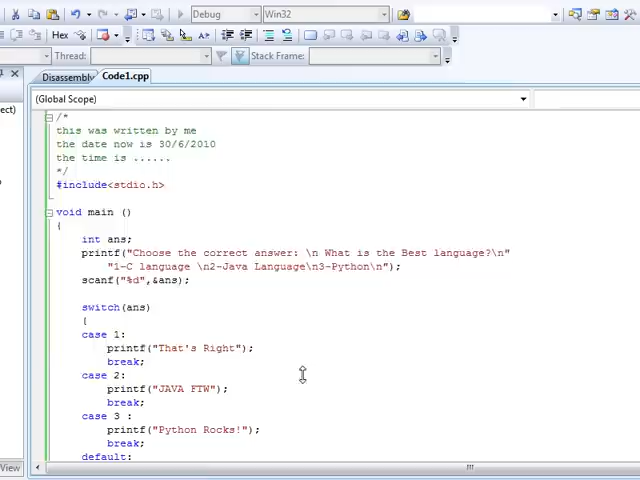 Debug Win32
Hex
Thread: Stack Frame:
Disassembly Code1.cpp
ect) (Global Scope)
/*
this was written by me
the date now is 30/6/2010
the time is ......
*/
#include<stdio.h>
void main ()
{
int ans;
printf("Choose the correct answer: \n What is the Best language?\n"
"1-C language \n2-Java Language\n3-Python\n");
scanf("%d",&ans);
switch(ans)
{
case 1:
printf("That's Right");
break;
case 2:
printf("JAVA FTW");
break;
case 3 :
printf("Python Rocks!");
break;
default:
View